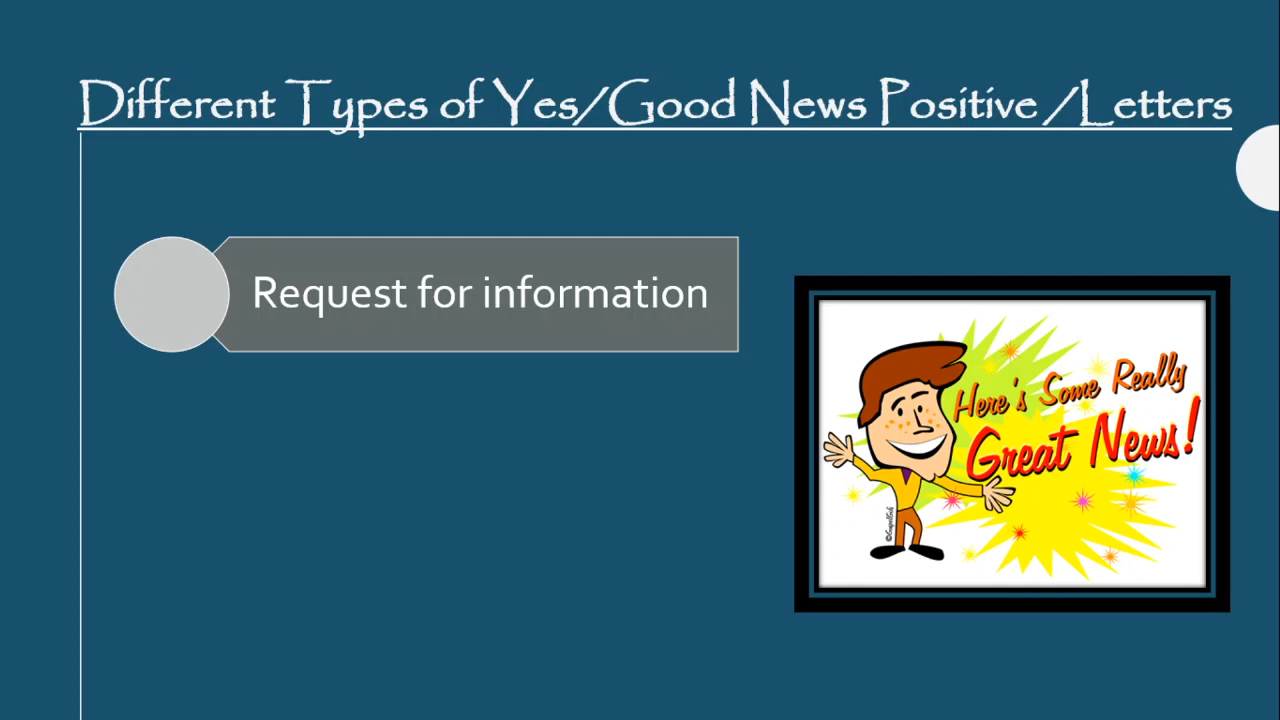 Different Types of Yes/Good News Positive /Letters
Request for information
Here's Some Really
Great News!